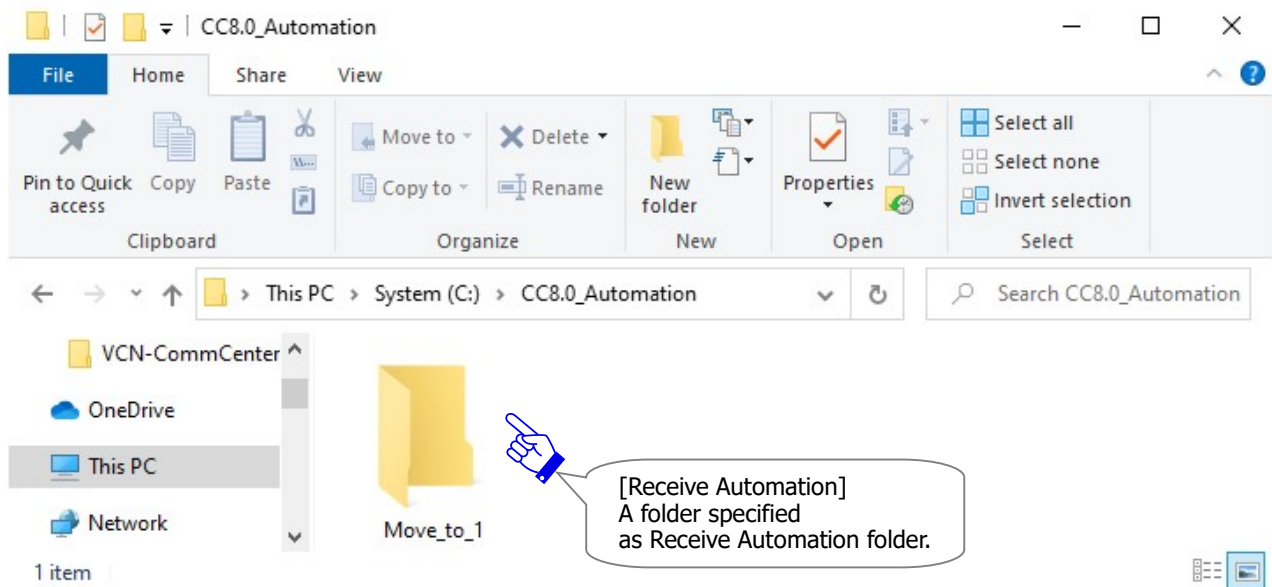 CC8.0_Automation
File Home Share View
Move to Delete Select all
Select none
Pin to Quick access Copy Paste Copy to Rename New folder Properties Invert selection
Clipboard Organize New Open Select
This PC > System (C:) > CC8.0_Automation Search CC8.0_Automation
VCN-CommCenter
OneDrive
This PC
Network
Move_to_1
[Receive Automation]
A folder specified
as Receive Automation folder.
1 item